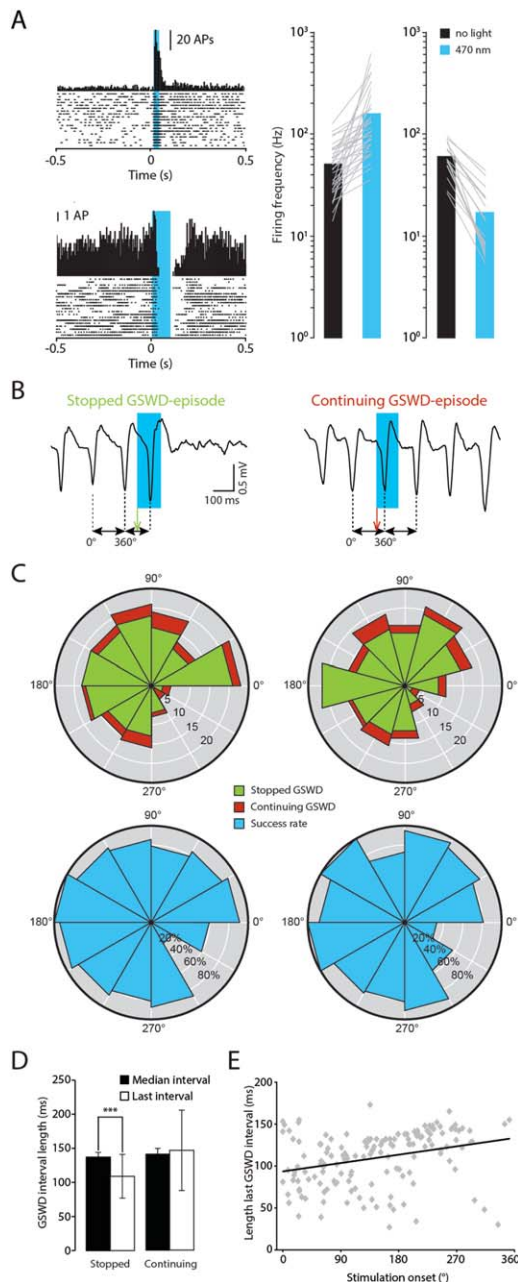 A
20 APs
-0.5 0 0.5
Time (s)
1 AP
-0.5 0 0.5
Time (s)
no light
470 nm
Firing frequency (Hz)
10³ 10³
10² 10²
10¹ 10¹
10⁰ 10⁰
B
Stopped GSWD-episode
Continuing GSWD-episode
0.5 mV
100 ms
0° 360°
0° 360°
C
90° 90°
180° 0° 180° 0°
5 5
10 10
15 15
20 20
270° 270°
Stopped GSWD
Continuing GSWD
Success rate
90° 90°
180° 0° 180° 0°
20% 20%
40% 40%
60% 60%
80% 80%
270° 270°
D
GSWD interval length (ms)
250
200
150
100
50
0
Median interval
Last interval
***
Stopped Continuing
E
Length last GSWD interval (ms)
200
150
100
50
0
0 90 180 270 360
Stimulation onset (°)